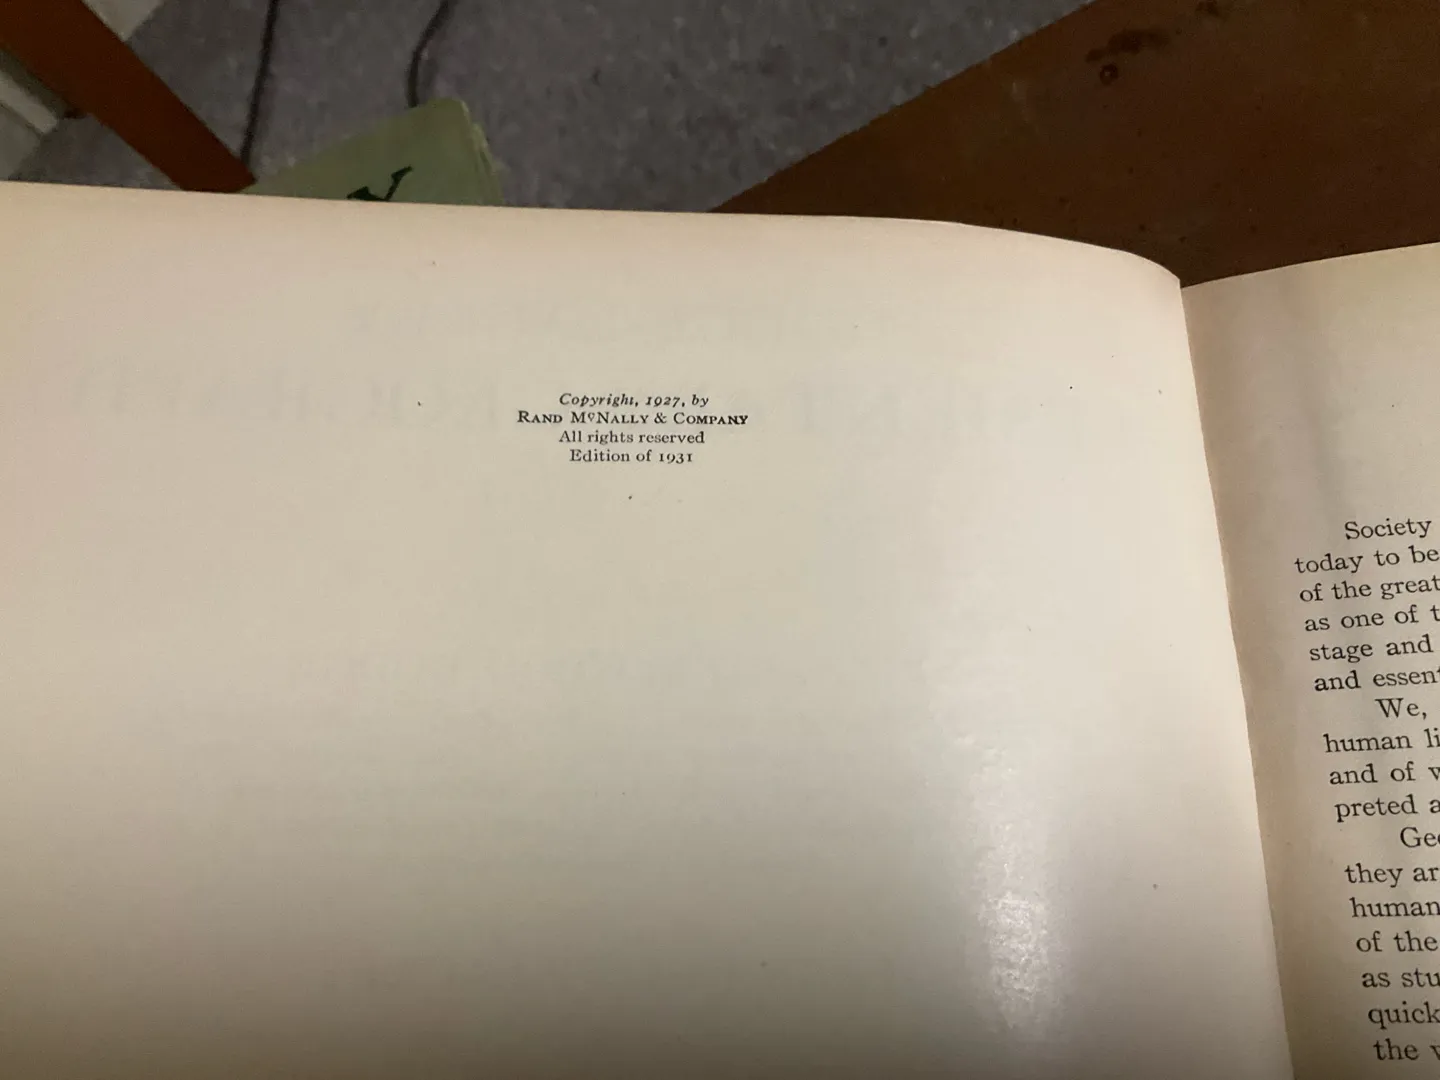 Copyright, 1927, by
RAND MCNALLY & COMPANY
All rights reserved
Edition of 1931
Society
today to be
of the great
as one of t
stage and
and essent
We,
human li
and of w
preted a
Geo
they ar
human
of the
as stu
quick
the v